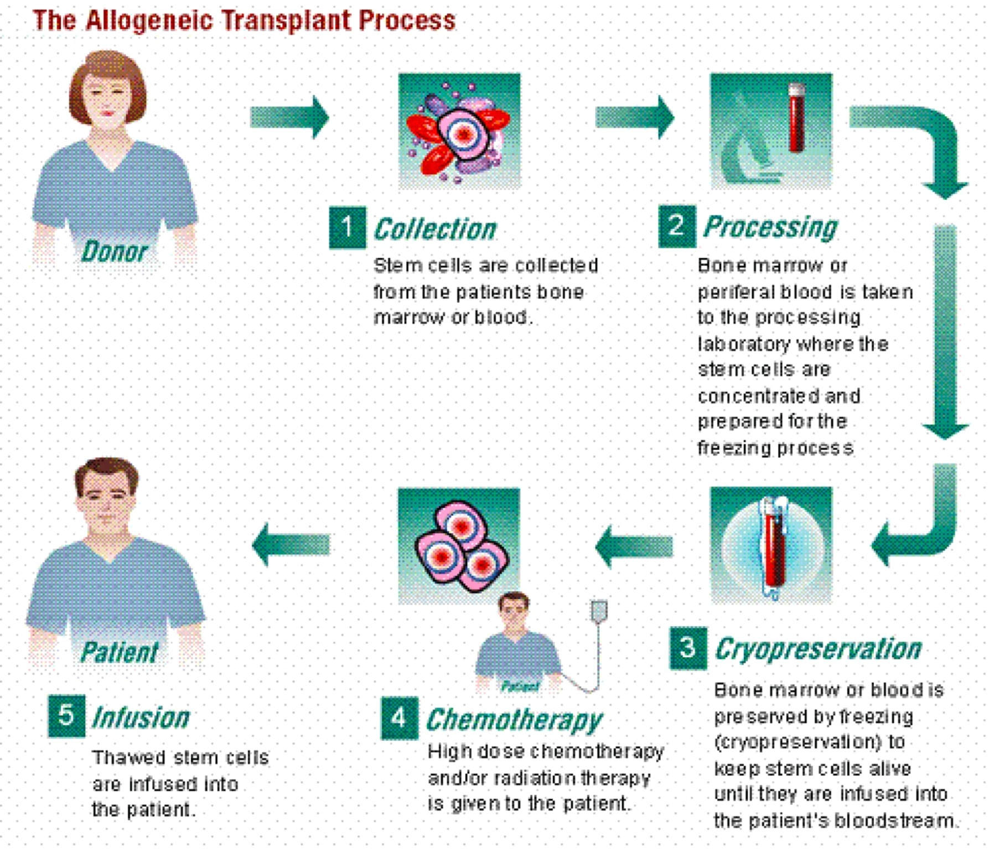 The Allogeneic Transplant Process
Donor
1 Collection
Stem cells are collected
from the patients bone
marrow or blood.
2 Processing
Bone marrow or
periferal blood is taken
to the processing
laboratory where the
stem cells are
concentrated and
prepared for the
freezing process
3 Cryopreservation
Bone marrow or blood is
preserved by freezing
(cryopreservation) to
keep stem cells alive
until they are infused into
the patient's bloodstream.
Patient
4 Chemotherapy
High dose chemotherapy
and/or radiation therapy
is given to the patient.
Patient
5 Infusion
Thawed stem cells
are infused into
the patient.